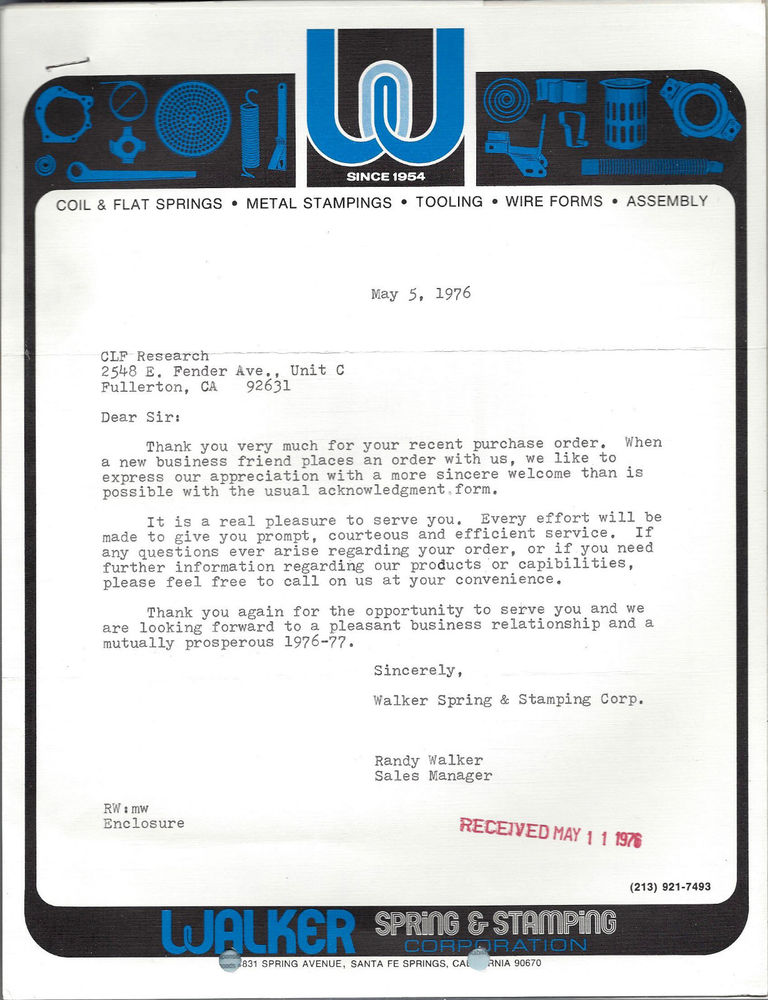 SINCE 1954
COIL & FLAT SPRINGS • METAL STAMPINGS • TOOLING • WIRE FORMS • ASSEMBLY
May 5, 1976
CLF Research
2548 E. Fender Ave., Unit C
Fullerton, CA 92631
Dear Sir:
Thank you very much for your recent purchase order. When
a new business friend places an order with us, we like to
express our appreciation with a more sincere welcome than is
possible with the usual acknowledgment form.
It is a real pleasure to serve you. Every effort will be
made to give you prompt, courteous and efficient service. If
any questions ever arise regarding your order, or if you need
further information regarding our products or capibilities,
please feel free to call on us at your convenience.
Thank you again for the opportunity to serve you and we
are looking forward to a pleasant business relationship and a
mutually prosperous 1976-77.
Sincerely,
Walker Spring & Stamping Corp.
Randy Walker
Sales Manager
RW:mw
Enclosure
RECEIVED MAY 11 1976
(213) 921-7493
WALKER SPRING & STAMPING
CORPORATION
831 SPRING AVENUE, SANTA FE SPRINGS, 90670